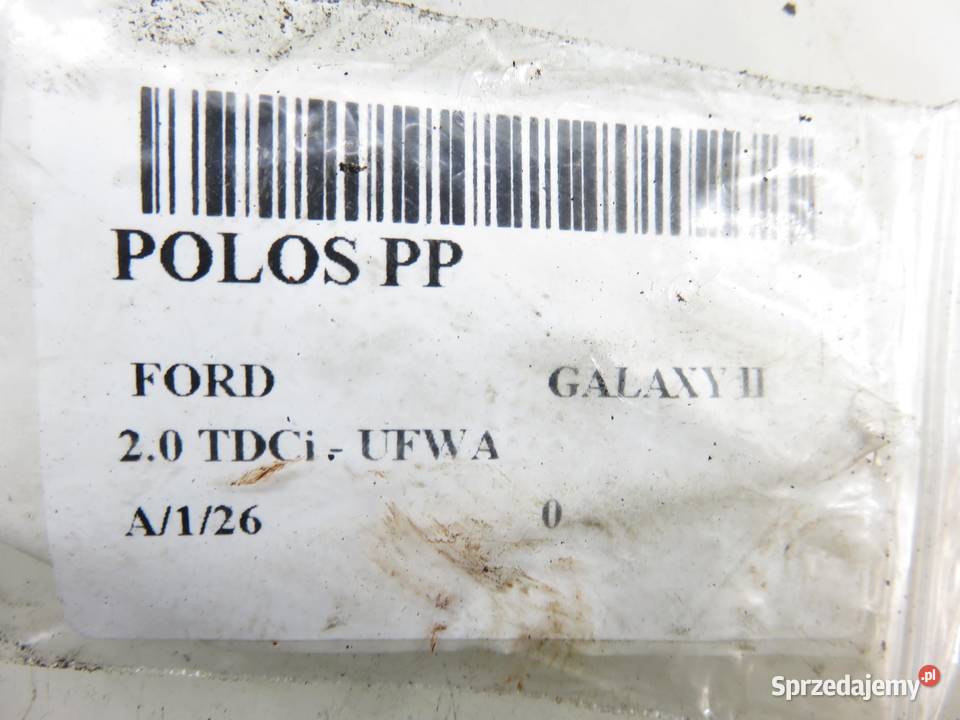 POLOS PP
FORD GALAXY II
2.0 TDCi - UFWA
A/1/26 0
Sprzedajemy.pl